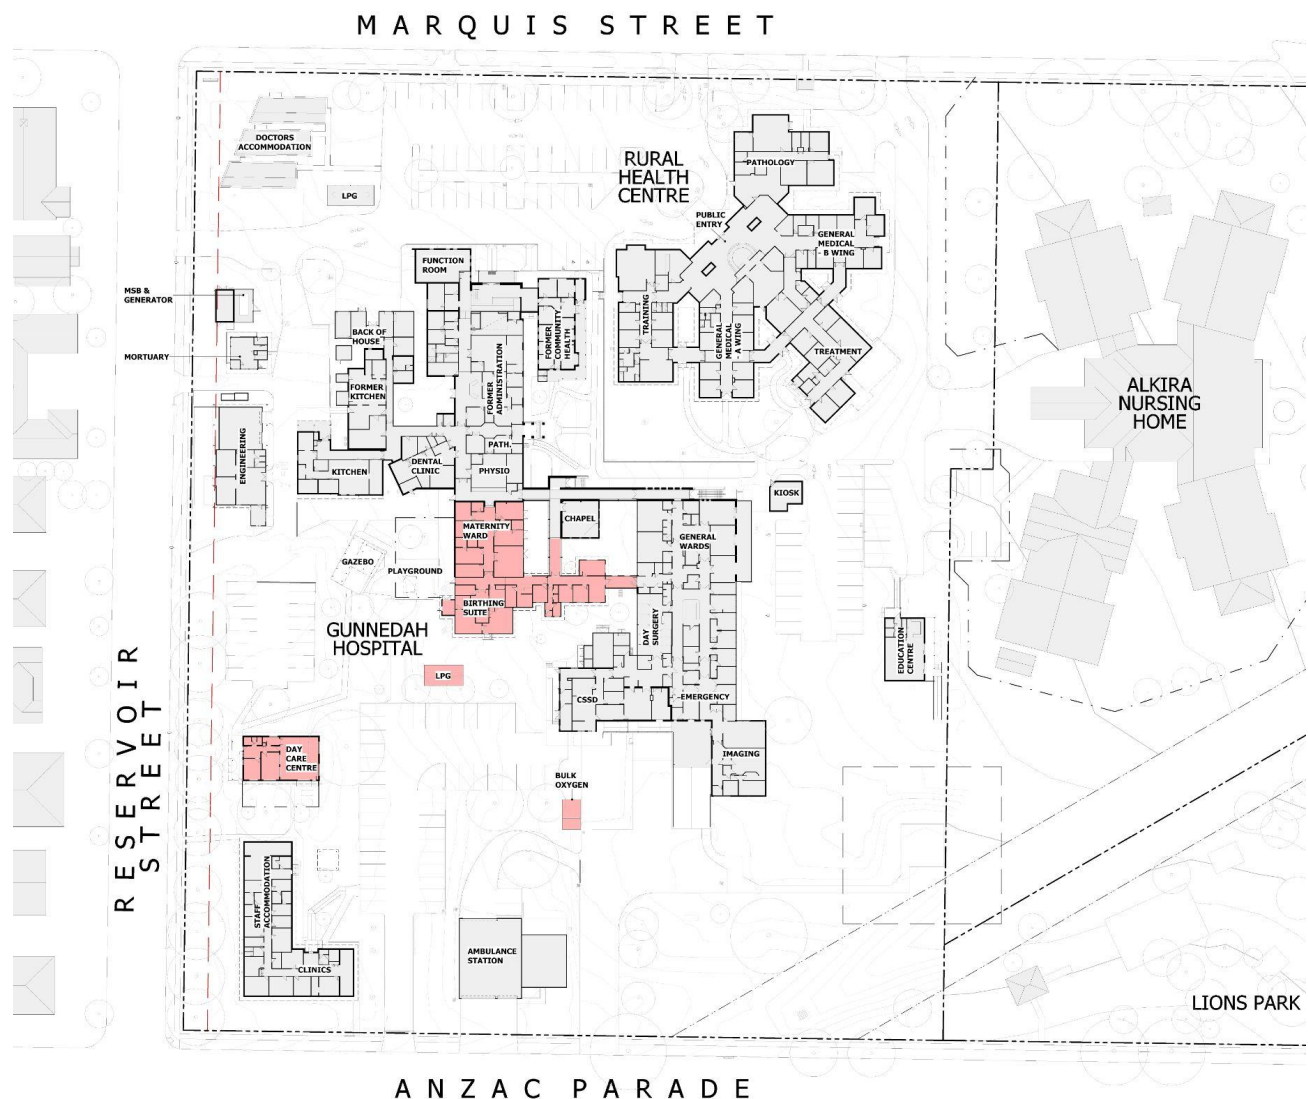 MARQUIS STREET
DOCTORS
ACCOMMODATION
LPG
RURAL
HEALTH
CENTRE
PATHOLOGY
PUBLIC
ENTRY
GENERAL
MEDICAL
- B WING
FUNCTION
ROOM
MSB &
GENERATOR
BACK OF
HOUSE
MORTUARY
FORMER
KITCHEN
FORMER
ADMINISTRATION
FORMER
COMMUNITY
HEALTH
TRAINING
GENERAL
MEDICAL
- A WING
TREATMENT
ALKIRA
NURSING
HOME
ENGINEERING
KITCHEN
DENTAL
CLINIC
PATH.
PHYSIO
KIOSK
MATERNITY
WARD
CHAPEL
GENERAL
WARDS
GAZEBO
PLAYGROUND
BIRTHING
SUITE
DAY
SURGERY
GUNNEDAH
HOSPITAL
EDUCATION
CENTRE
LPG
CSSD
EMERGENCY
RESERVOIR
STREET
DAY
CARE
CENTRE
IMAGING
BULK
OXYGEN
STAFF
ACCOMMODATION
CLINICS
AMBULANCE
STATION
LIONS PARK
ANZAC PARADE